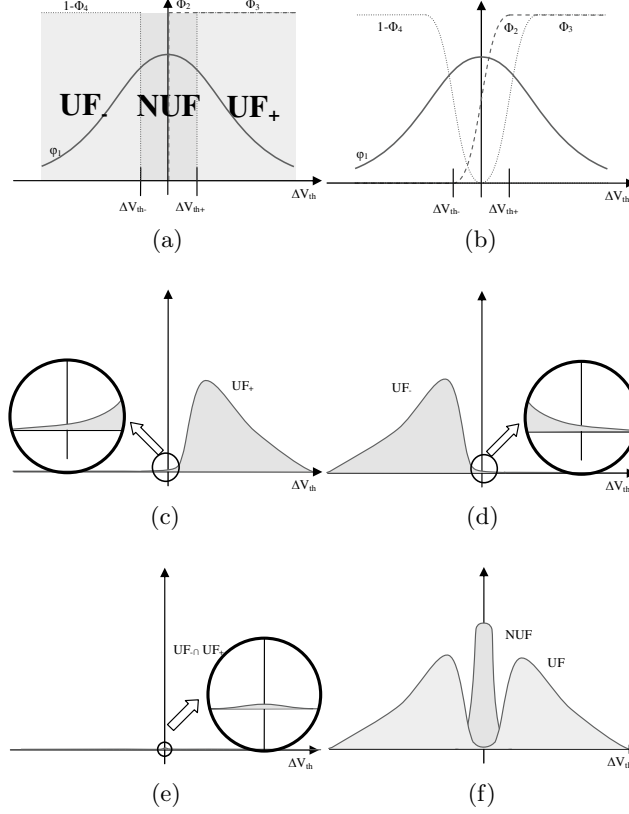 1-Φ₄ Φ₂ Φ₃
UF₋ NUF UF₊
φ₁
ΔVth- ΔVth+ ΔVth
(a)
1-Φ₄ Φ₂ Φ₃
φ₁
ΔVth- ΔVth+ ΔVth
(b)
UF₊
ΔVth
(c)
UF₋
ΔVth
(d)
UF₋∩ UF₊
ΔVth
(e)
NUF
UF
ΔVth
(f)